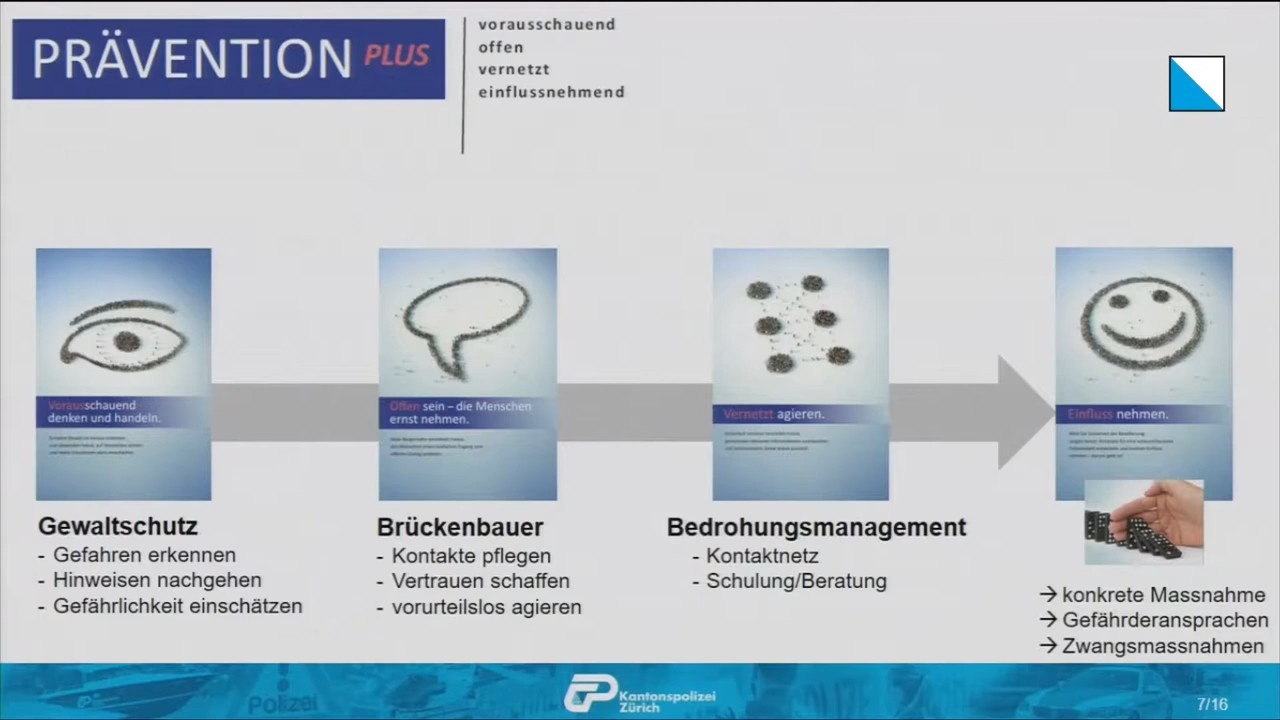 PRÄVENTION PLUS
vorausschauend
offen
vernetzt
einflussnehmend
Vorausschauend
denken und handeln.
Offen sein – die Menschen
ernst nehmen.
Vernetzt agieren.
Einfluss nehmen.
Gewaltschutz
- Gefahren erkennen
- Hinweisen nachgehen
- Gefährlichkeit einschätzen
Brückenbauer
- Kontakte pflegen
- Vertrauen schaffen
- vorurteilslos agieren
Bedrohungsmanagement
- Kontaktnetz
- Schulung/Beratung
→ konkrete Massnahme
→ Gefährderansprachen
→ Zwangsmassnahmen
Polizei
Kantonspolizei
Zürich
7/16